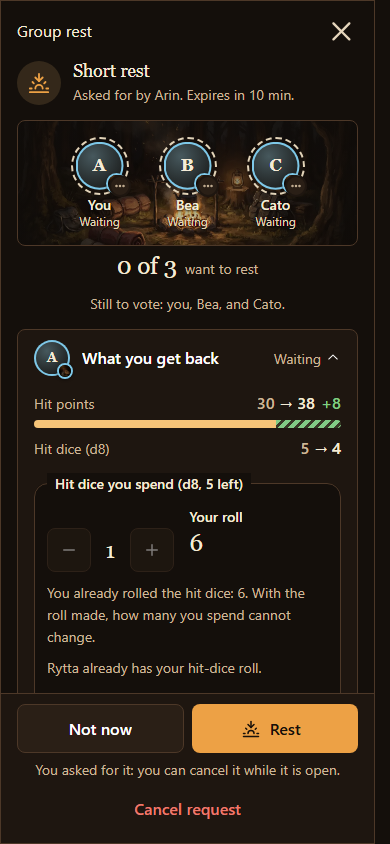 Group rest
Short rest
Asked for by Arin. Expires in 10 min.
A B C
You Bea Cato
Waiting Waiting Waiting
0 of 3 want to rest
Still to vote: you, Bea, and Cato.
A What you get back Waiting
Hit points 30 → 38 +8
Hit dice (d8) 5 → 4
Hit dice you spend (d8, 5 left)
Your roll
− 1 + 6
You already rolled the hit dice: 6. With the
roll made, how many you spend cannot
change.
Rytta already has your hit-dice roll.
Not now Rest
You asked for it: you can cancel it while it is open.
Cancel request